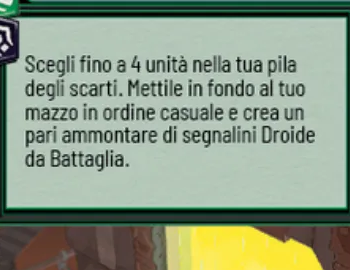 Scegli fino a 4 unità nella tua pila
degli scarti. Mettile in fondo al tuo
mazzo in ordine casuale e crea un
pari ammontare di segnalini Droide
da Battaglia.